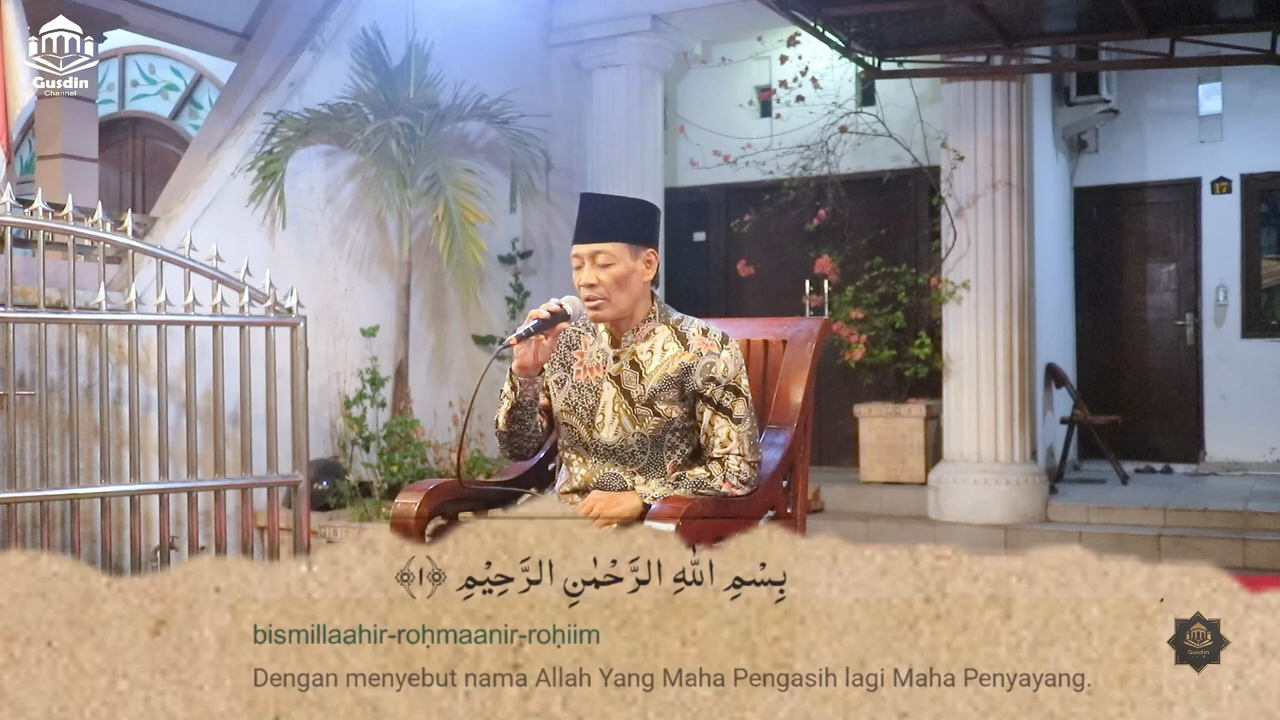 Gusdin
Channel
17
بِسْمِ اللّٰهِ الرَّحْمٰنِ الرَّحِيْمِ ﴿١﴾
bismillaahir-roḥmaanir-roḥiim
Dengan menyebut nama Allah Yang Maha Pengasih lagi Maha Penyayang.
Gusdin